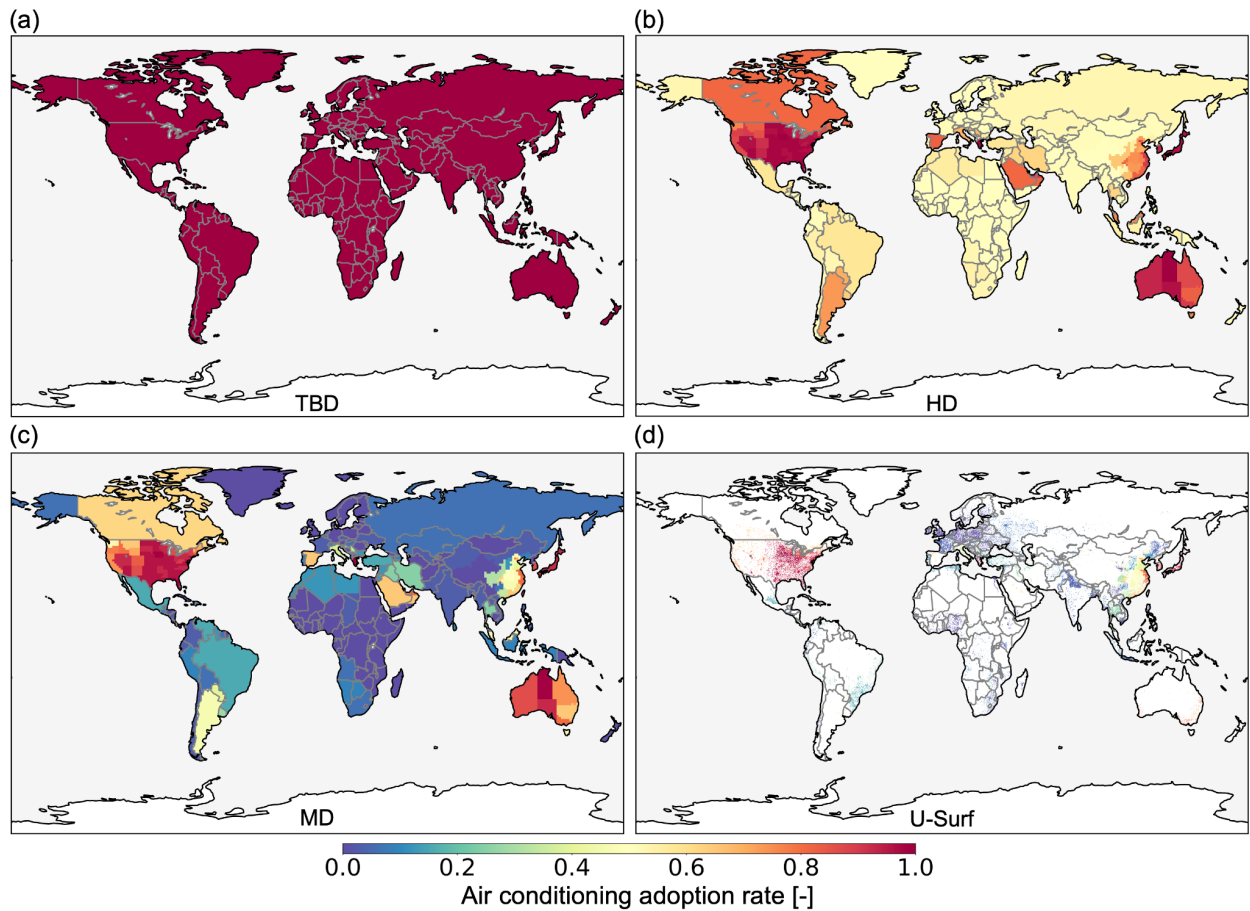 (a)
(b)
TBD
HD
(c)
(d)
MD
U-Surf
0.0 0.2 0.4 0.6 0.8 1.0
Air conditioning adoption rate [-]